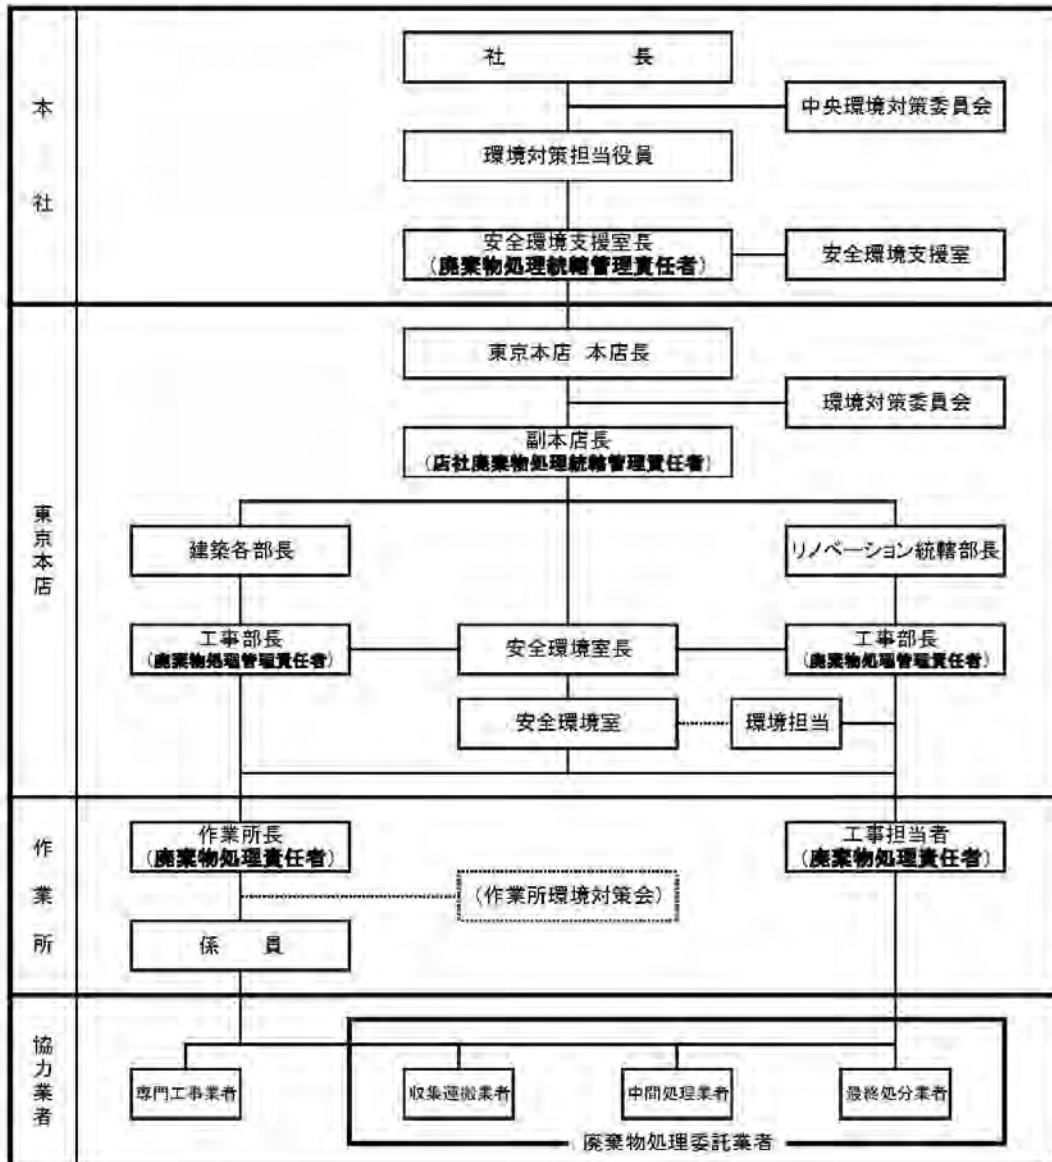 本社
社　　　長
中央環境対策委員会
環境対策担当役員
安全環境支援室長
（廃棄物処理統轄管理責任者）
安全環境支援室
東京本店
東京本店 本店長
環境対策委員会
副本店長
（店社廃棄物処理統轄管理責任者）
建築各部長
リノベーション統轄部長
工事部長
（廃棄物処理管理責任者）
安全環境室長
工事部長
（廃棄物処理管理責任者）
安全環境室
環境担当
作業所
作業所長
（廃棄物処理責任者）
工事担当者
（廃棄物処理責任者）
（作業所環境対策会）
係　員
協力業者
専門工事業者
収集運搬業者
中間処理業者
最終処分業者
廃棄物処理委託業者